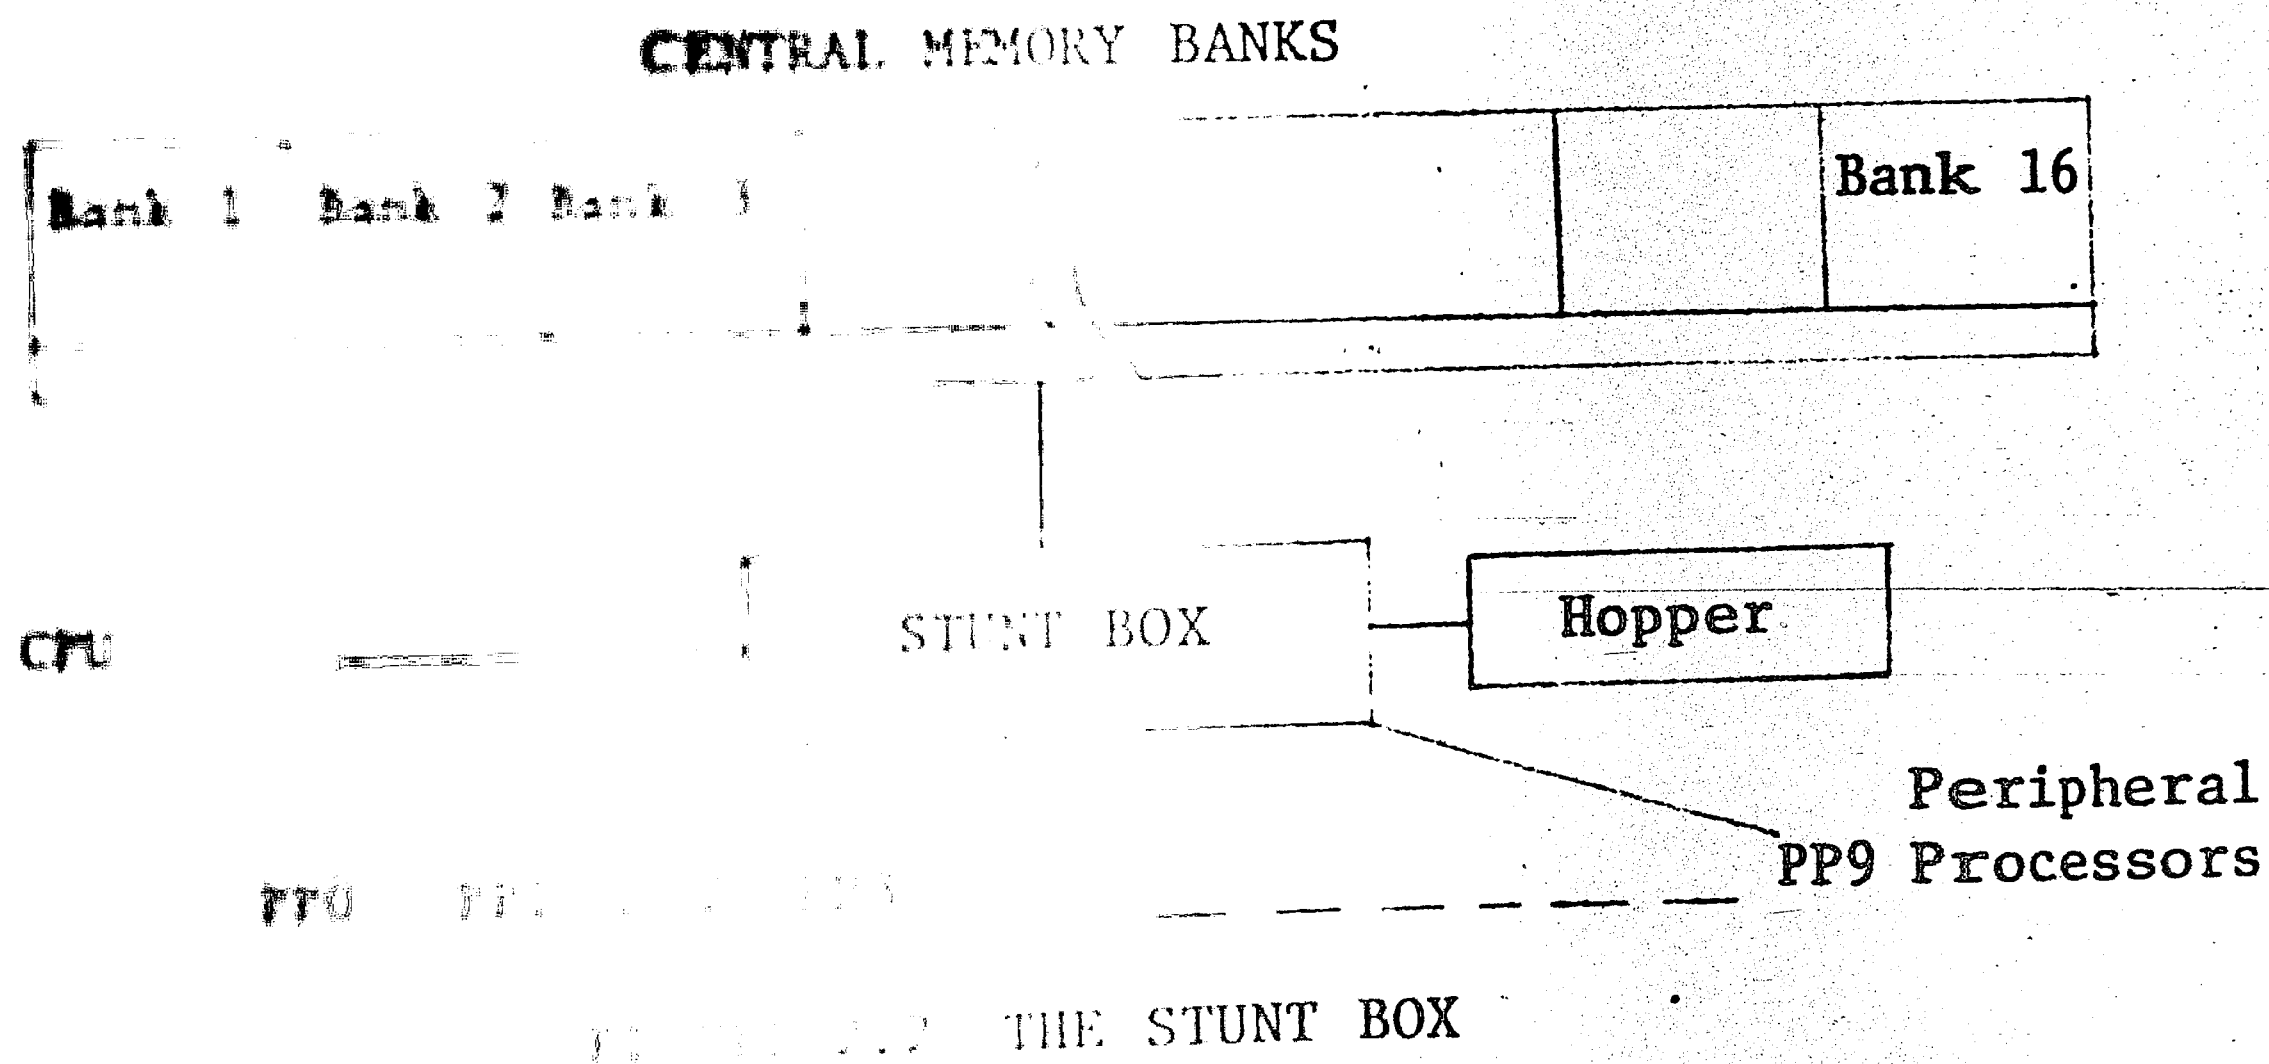 CENTRAL MEMORY BANKS
Bank 1 Bank 2 Bank 3 Bank 16
CPU STUNT BOX Hopper
Peripheral
PP0 PP9 Processors
THE STUNT BOX